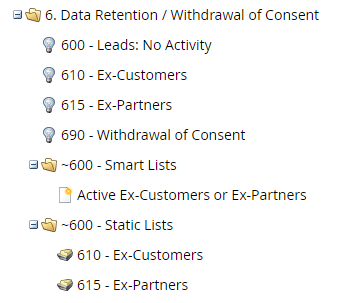 6. Data Retention / Withdrawal of Consent
600 - Leads: No Activity
610 - Ex-Customers
615 - Ex-Partners
690 - Withdrawal of Consent
~600 - Smart Lists
Active Ex-Customers or Ex-Partners
~600 - Static Lists
610 - Ex-Customers
615 - Ex-Partners